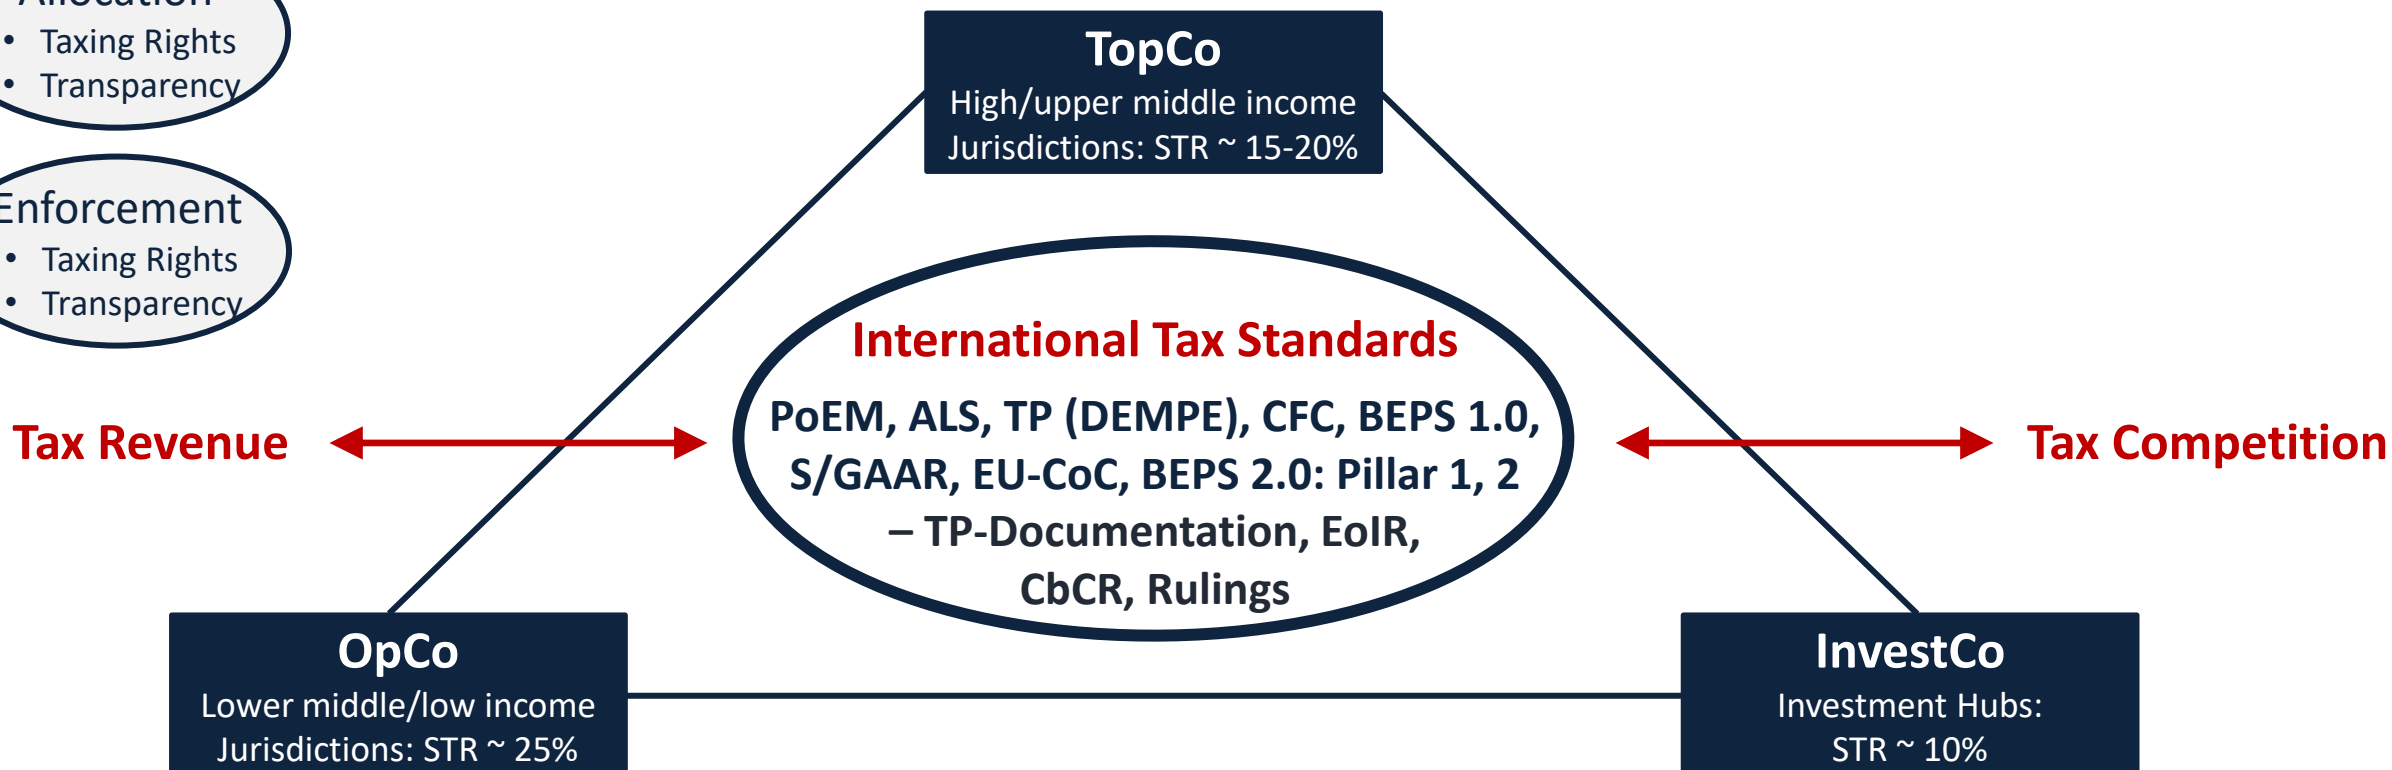 Allocation
• Taxing Rights
• Transparency
Enforcement
• Taxing Rights
• Transparency
TopCo
High/upper middle income
Jurisdictions: STR ~ 15-20%
International Tax Standards
PoEM, ALS, TP (DEMPE), CFC, BEPS 1.0,
S/GAAR, EU-CoC, BEPS 2.0: Pillar 1, 2
– TP-Documentation, EoIR,
CbCR, Rulings
Tax Revenue
Tax Competition
OpCo
Lower middle/low income
Jurisdictions: STR ~ 25%
InvestCo
Investment Hubs:
STR ~ 10%